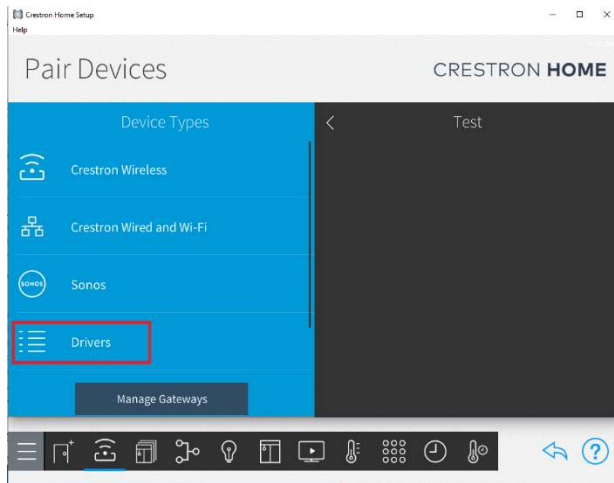 Crestron Home Setup
Help
Pair Devices
CRESTRON HOME
Device Types
Test
Crestron Wireless
Crestron Wired and Wi-Fi
SONOS
Sonos
Drivers
Manage Gateways
?